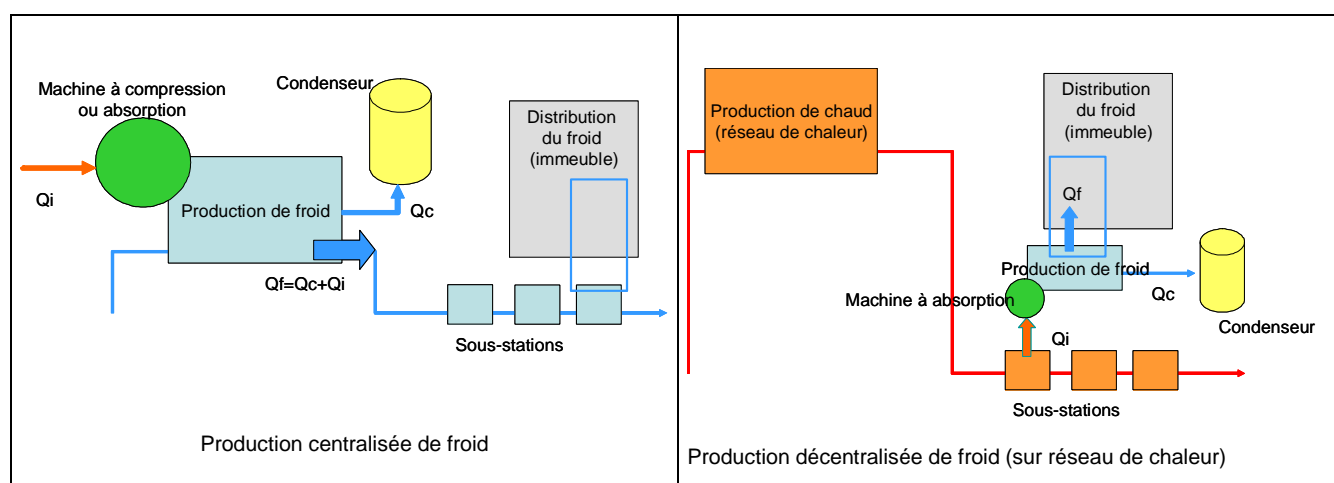 Machine à compression
ou absorption
Condenseur
Distribution
du froid
(immeuble)
Qi
Production de froid
Qc
Qf=Qc+Qi
Sous-stations
Production centralisée de froid
Production de chaud
(réseau de chaleur)
Distribution
du froid
(immeuble)
Qf
Production de froid
Machine à absorption
Qc
Qi
Condenseur
Sous-stations
Production décentralisée de froid (sur réseau de chaleur)